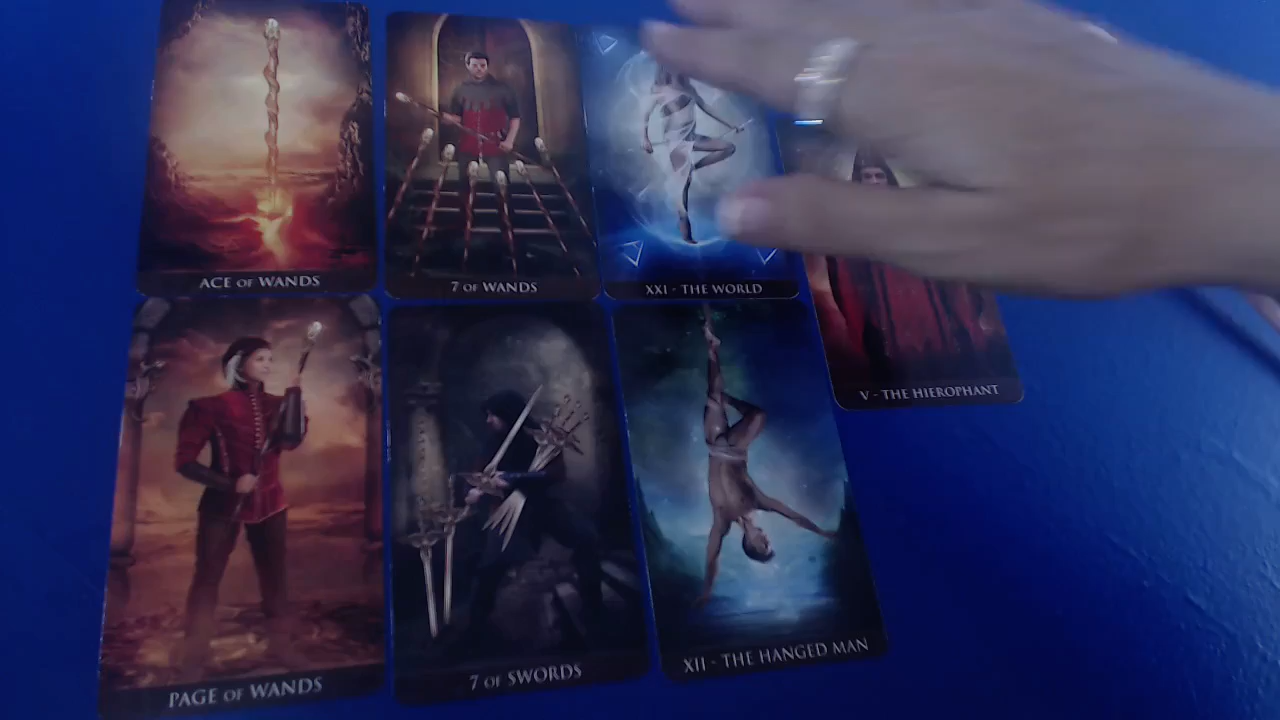 ACE OF WANDS
7 OF WANDS
XXI - THE WORLD
V - THE HIEROPHANT
PAGE OF WANDS
7 OF SWORDS
XII - THE HANGED MAN